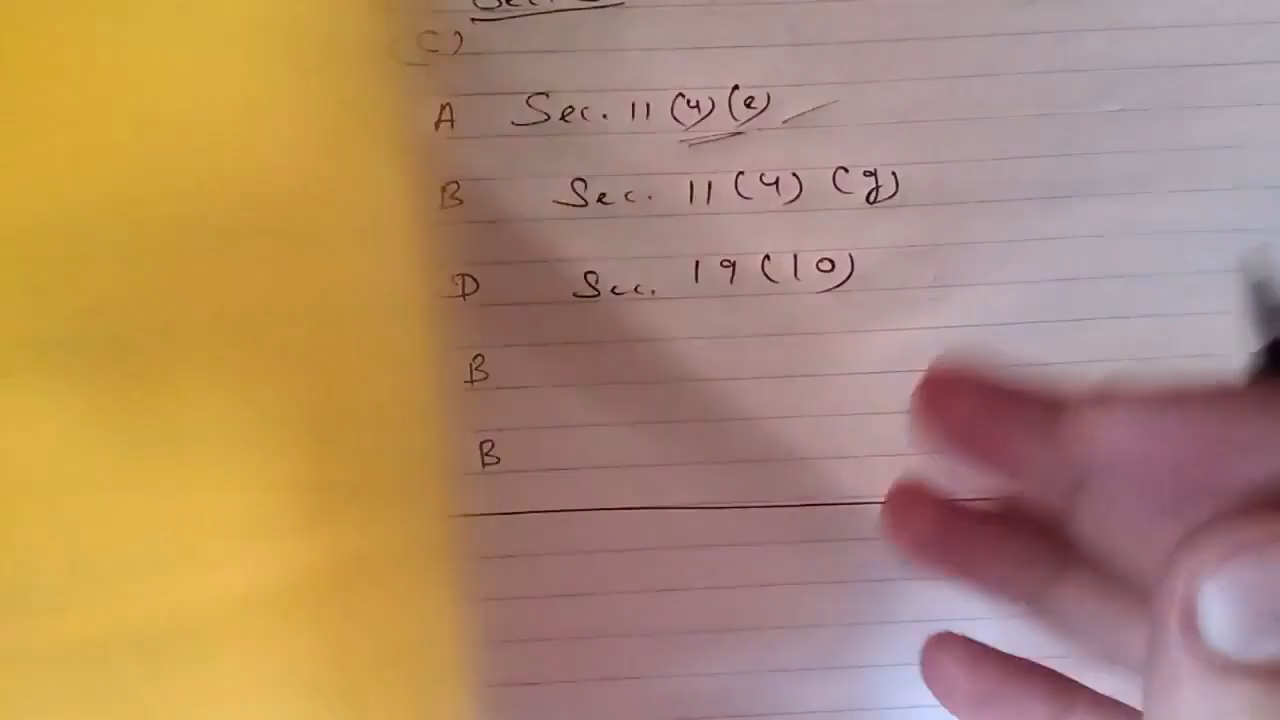 (C)
A Sec. 11 (4) (e)
B Sec. 11 (4) (g)
D Sec. 19 (10)
B
B